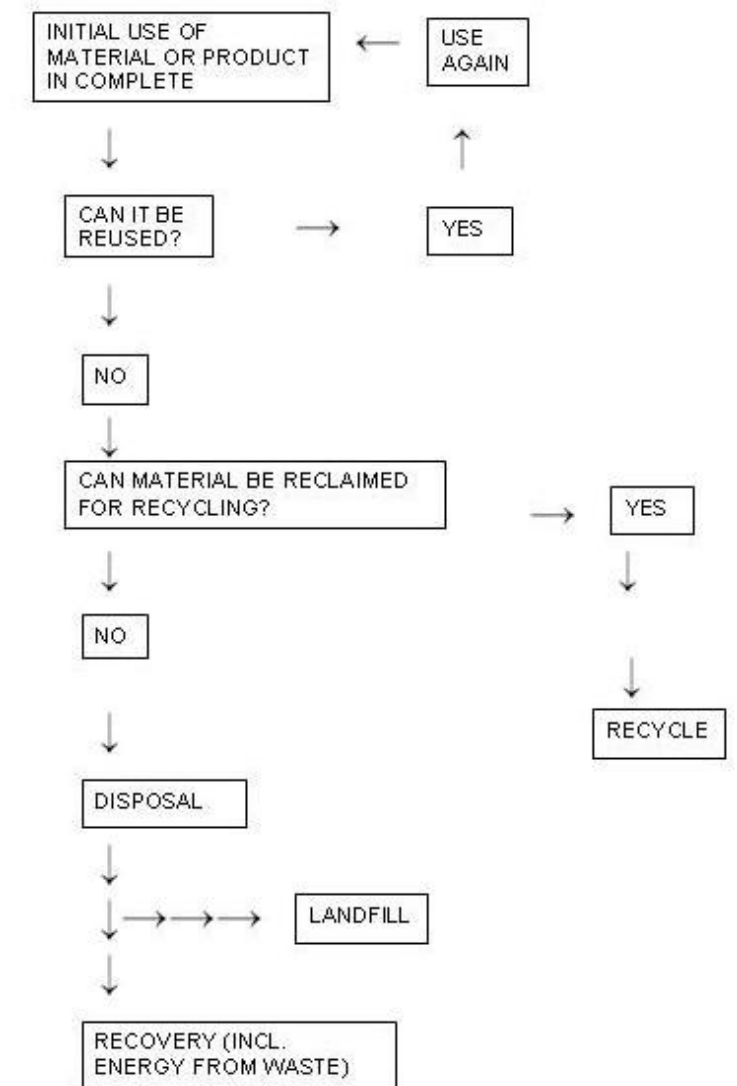 INITIAL USE OF
MATERIAL OR PRODUCT
IN COMPLETE
USE
AGAIN
CAN IT BE
REUSED?
YES
NO
CAN MATERIAL BE RECLAIMED
FOR RECYCLING?
YES
NO
RECYCLE
DISPOSAL
LANDFILL
RECOVERY (INCL.
ENERGY FROM WASTE)